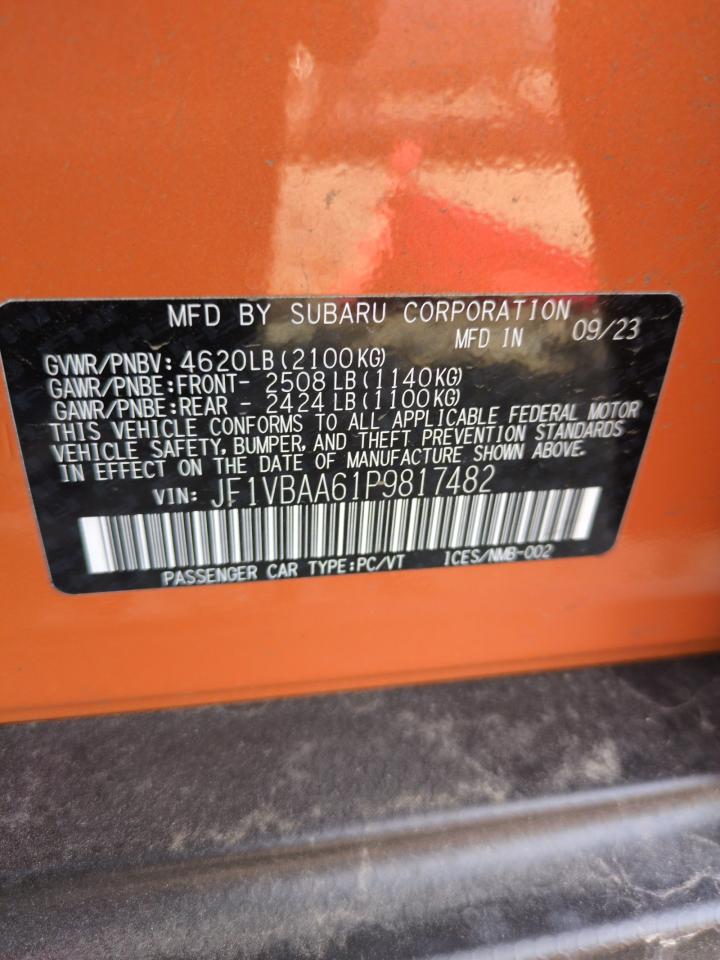 MFD BY SUBARU CORPORATION
MFD IN 09/23
GVWR/PNBV: 4620LB(2100KG)
GAWR/PNBE:FRONT- 2508 LB(1140KG)
GAWR/PNBE:REAR - 2424 LB(1100KG)
THIS VEHICLE CONFORMS TO ALL APPLICABLE FEDERAL MOTOR
VEHICLE SAFETY, BUMPER, AND THEFT PREVENTION STANDARDS
IN EFFECT ON THE DATE OF MANUFACTURE SHOWN ABOVE.
VIN: JF1VBAA61P9817482
PASSENGER CAR TYPE:PC/VT ICES/NMB-002